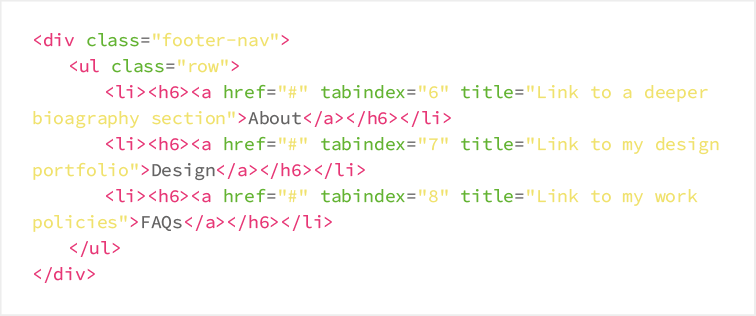 <div class="footer-nav">
<ul class="row">
<li><h6><a href="#" tabindex="6" title="Link to a deeper
bioagraphy section">About</a></h6></li>
<li><h6><a href="#" tabindex="7" title="Link to my design
portfolio">Design</a></h6></li>
<li><h6><a href="#" tabindex="8" title="Link to my work
policies">FAQs</a></h6></li>
</ul>
</div>